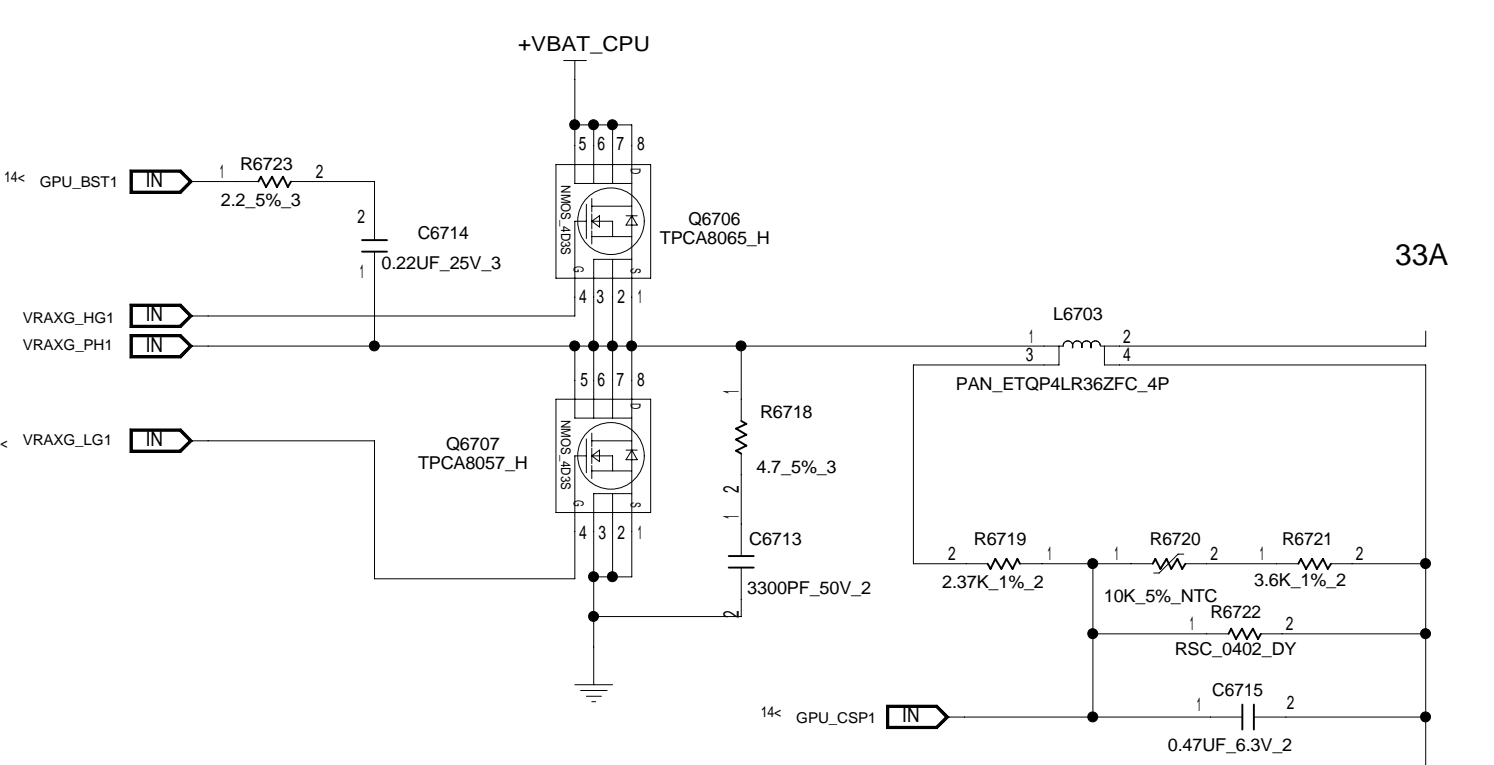 +VBAT_CPU
5 6 7 8
D
R6723
14< GPU_BST1 IN 1 2
2.2_5%_3
NMOS_4D3S
2
Q6706
C6714
TPCA8065_H
0.22UF_25V_3
1
33A
G S
4 3 2 1
VRAXG_HG1 IN
L6703
VRAXG_PH1 IN
1 2
3 4
5 6 7 8
PAN_ETQP4LR36ZFC_4P
D
1
R6718
< VRAXG_LG1 IN
Q6707
NMOS_4D3S
TPCA8057_H
4.7_5%_3
2
G S
1
4 3 2 1
C6713
R6719 R6720 R6721
2 1 1 2 1 2
2.37K_1%_2 10K_5%_NTC 3.6K_1%_2
3300PF_50V_2
2
R6722
1 2
RSC_0402_DY
C6715
1 2
14< GPU_CSP1 IN
0.47UF_6.3V_2